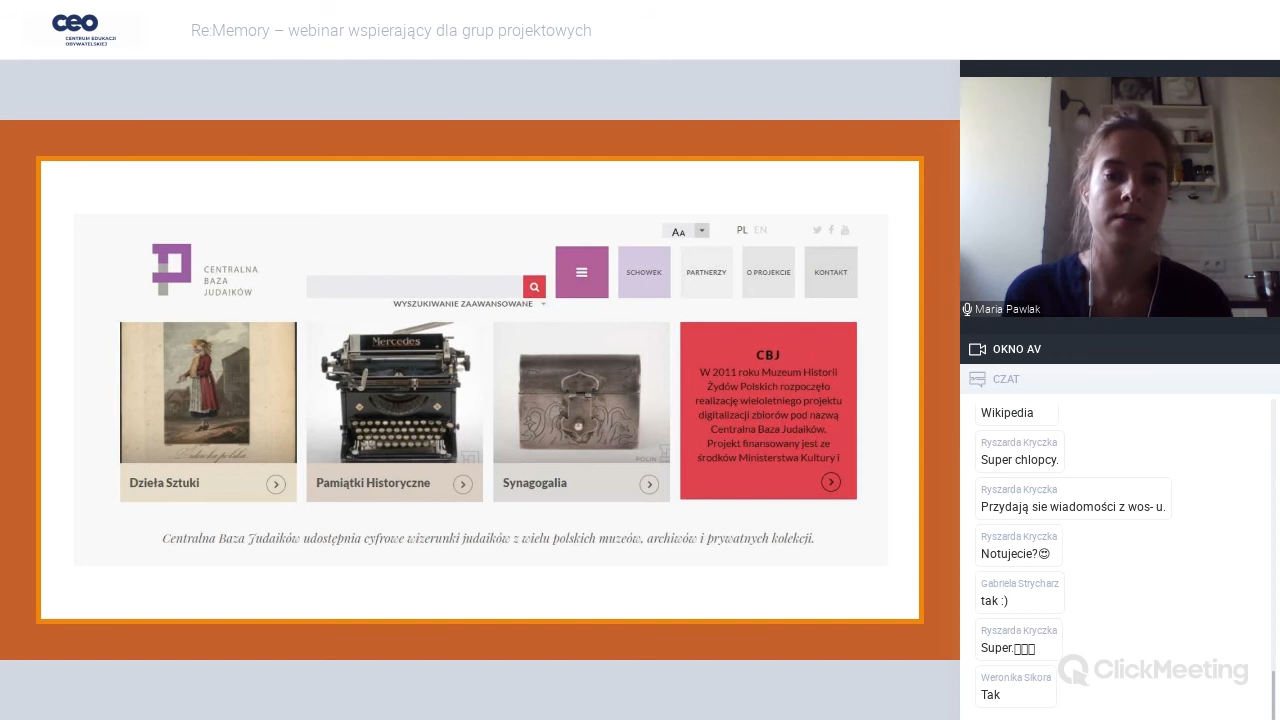 ceo
CENTRUM EDUKACJI
OBYWATELSKIEJ
Re:Memory – webinar wspierający dla grup projektowych
AA
PL EN
CENTRALNA
BAZA
JUDAIKÓW
SCHOWEK
PARTNERZY
O PROJEKCIE
KONTAKT
WYSZUKIWANIE ZAAWANSOWANE
Mercedes
CBJ
W 2011 roku Muzeum Historii
Żydów Polskich rozpoczęło
realizację wieloletniego projektu
digitalizacji zbiorów pod nazwą
Centralna Baza Judaików.
Projekt finansowany jest ze
środków Ministerstwa Kultury i
POLIN
Dzieła Sztuki
Pamiątki Historyczne
Synagogalia
Centralna Baza Judaików udostępnia cyfrowe wizerunki judaików z wielu polskich muzeów, archiwów i prywatnych kolekcji.
Maria Pawlak
OKNO AV
CZAT
Wikipedia
Ryszarda Kryczka
Super chlopcy.
Ryszarda Kryczka
Przydają sie wiadomości z wos- u.
Ryszarda Kryczka
Notujecie?😍
Gabriela Strycharz
tak :)
Ryszarda Kryczka
Super.
Weronika Sikora
Tak
ClickMeeting